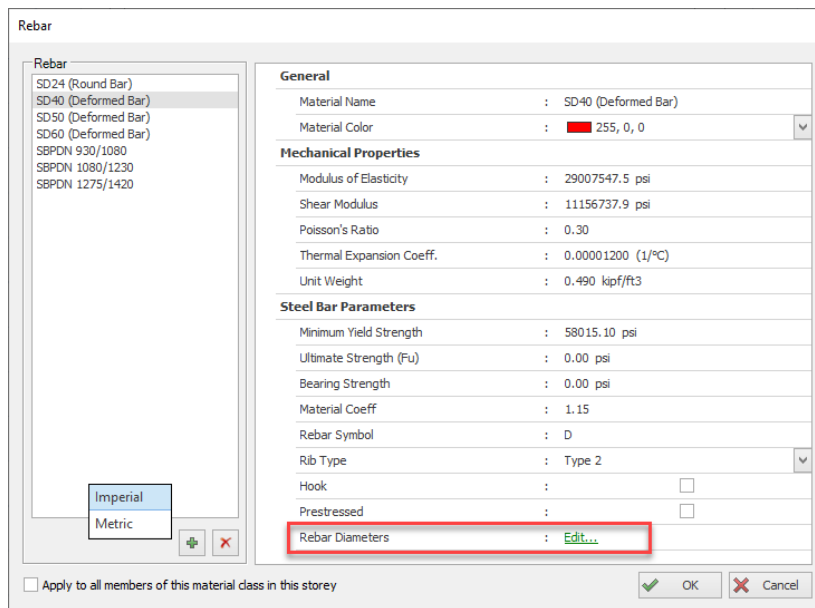 Rebar
Rebar
SD24 (Round Bar)
SD40 (Deformed Bar)
SD50 (Deformed Bar)
SD60 (Deformed Bar)
SBPDN 930/1080
SBPDN 1080/1230
SBPDN 1275/1420
Imperial
Metric
General
Material Name : SD40 (Deformed Bar)
Material Color : 255, 0, 0
Mechanical Properties
Modulus of Elasticity : 29007547.5 psi
Shear Modulus : 11156737.9 psi
Poisson's Ratio : 0.30
Thermal Expansion Coeff. : 0.00001200 (1/°C)
Unit Weight : 0.490 kipf/ft3
Steel Bar Parameters
Minimum Yield Strength : 58015.10 psi
Ultimate Strength (Fu) : 0.00 psi
Bearing Strength : 0.00 psi
Material Coeff : 1.15
Rebar Symbol : D
Rib Type : Type 2
Hook :
Prestressed :
Rebar Diameters : Edit...
Apply to all members of this material class in this storey
OK
Cancel